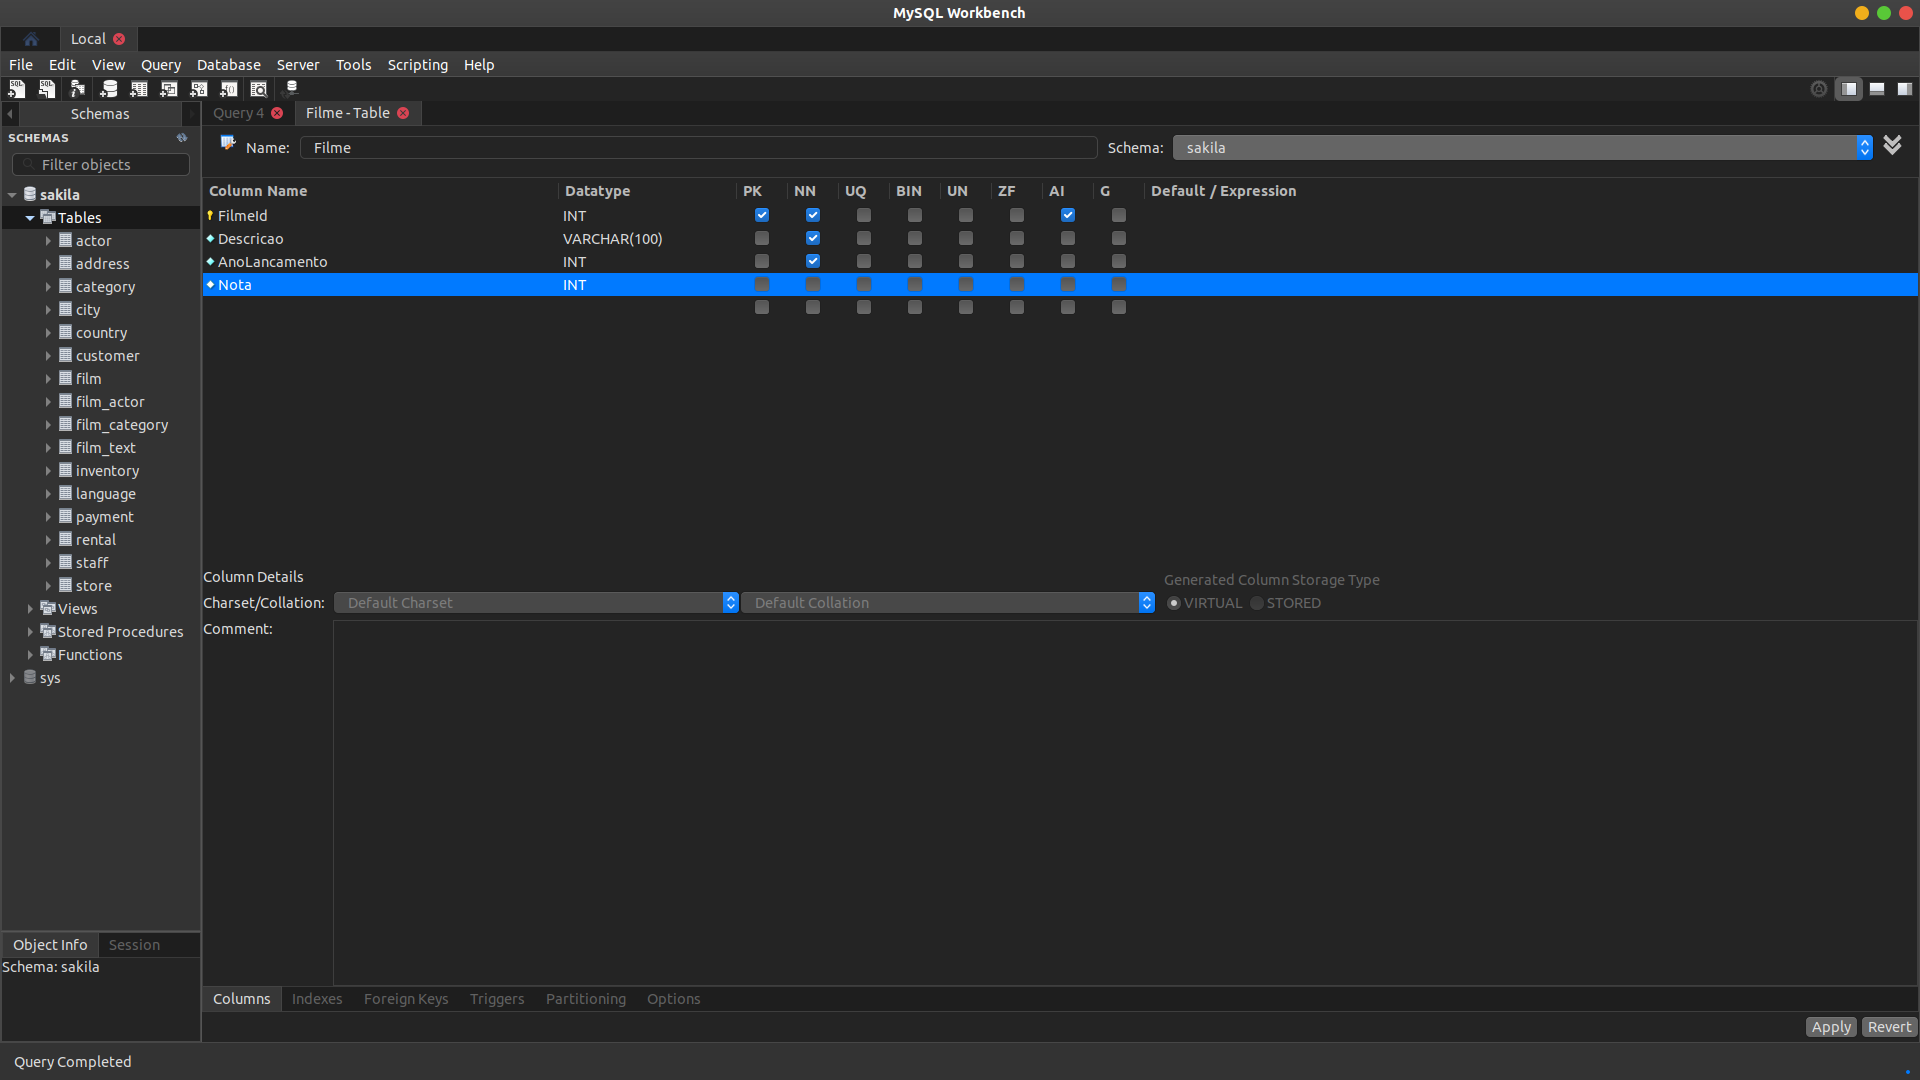 MySQL Workbench
Local
File Edit View Query Database Server Tools Scripting Help
Schemas
SCHEMAS
Filter objects
sakila
Tables
actor
address
category
city
country
customer
film
film_actor
film_category
film_text
inventory
language
payment
rental
staff
store
Views
Stored Procedures
Functions
sys
Object Info Session
Schema: sakila
Query 4 Filme - Table
Name: Filme Schema: sakila
Column Name Datatype PK NN UQ BIN UN ZF AI G Default / Expression
FilmeId INT
Descricao VARCHAR(100)
AnoLancamento INT
Nota INT
Column Details Generated Column Storage Type
Charset/Collation: Default Charset Default Collation VIRTUAL STORED
Comment:
Columns Indexes Foreign Keys Triggers Partitioning Options
Apply Revert
Query Completed